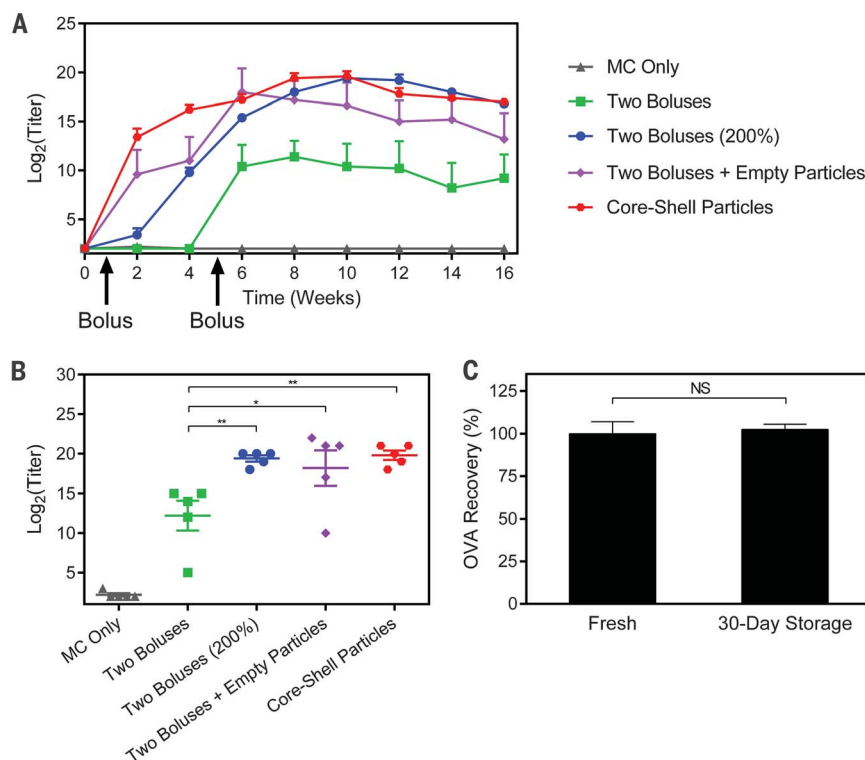 A
25
20
15
10
5
Log2(Titer)
0 2 4 6 8 10 12 14 16
Time (Weeks)
Bolus Bolus
MC Only
Two Boluses
Two Boluses (200%)
Two Boluses + Empty Particles
Core-Shell Particles
B
30
25
20
15
10
5
Log2(Titer)
**
*
**
MC Only
Two Boluses
Two Boluses (200%)
Two Boluses + Empty Particles
Core-Shell Particles
C
125
100
75
50
25
0
OVA Recovery (%)
NS
Fresh 30-Day Storage